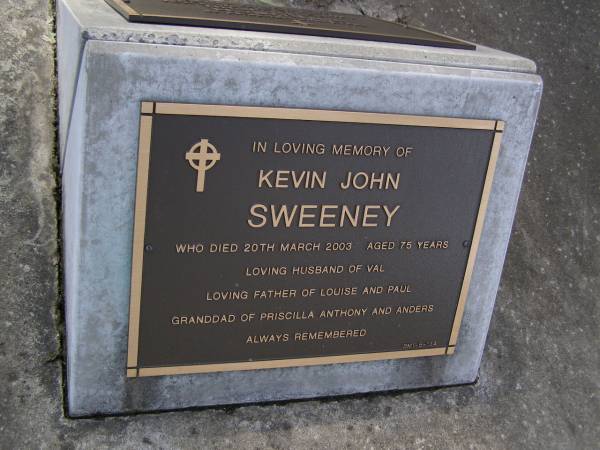 IN LOVING MEMORY OF
KEVIN JOHN
SWEENEY
WHO DIED 20TH MARCH 2003 AGED 75 YEARS
LOVING HUSBAND OF VAL
LOVING FATHER OF LOUISE AND PAUL
GRANDDAD OF PRISCILLA ANTHONY AND ANDERS
ALWAYS REMEMBERED